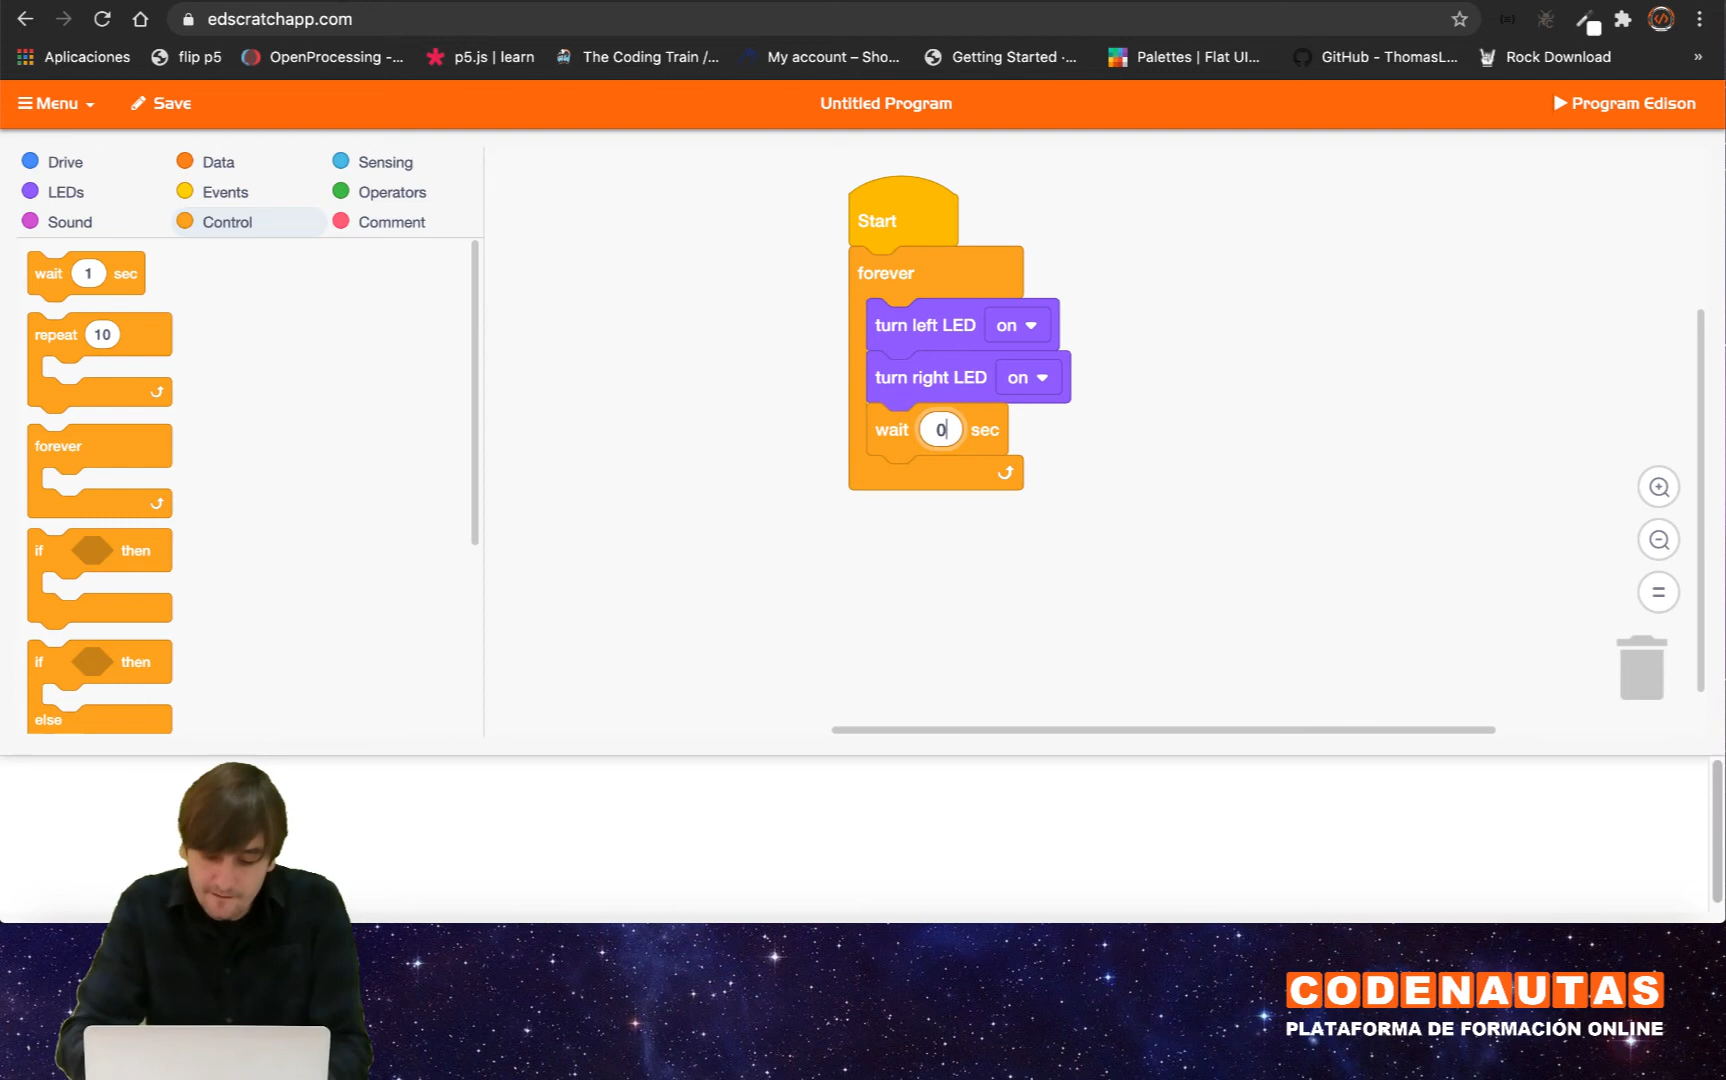 edscratchapp.com
Aplicaciones flip p5 OpenProcessing -... p5.js | learn The Coding Train /... My account – Sho... Getting Started ·... Palettes | Flat UI... GitHub - ThomasL... Rock Download »
Menu Save Untitled Program Program Edison
Drive Data Sensing
LEDs Events Operators
Sound Control Comment
wait 1 sec
repeat 10
forever
if then
if then
else
Start
forever
turn left LED on
turn right LED on
wait 0 sec
CODENAUTAS
PLATAFORMA DE FORMACIÓN ONLINE